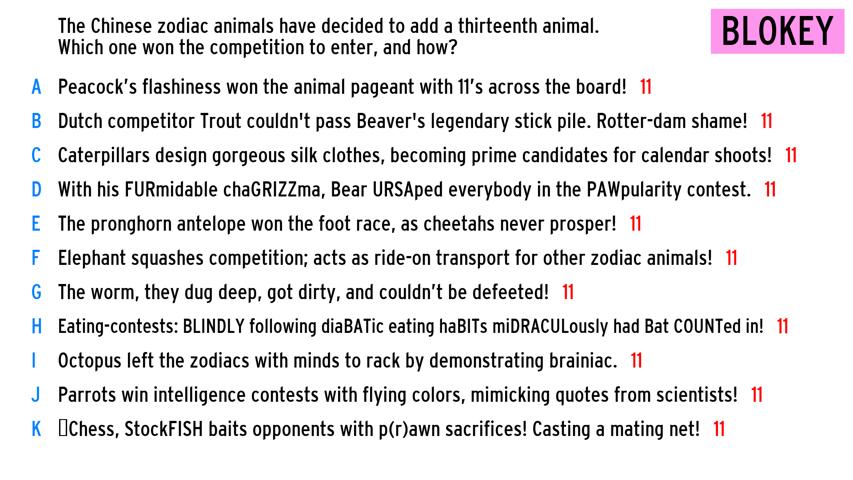 The Chinese zodiac animals have decided to add a thirteenth animal.
Which one won the competition to enter, and how?
BLOKEY
A Peacock's flashiness won the animal pageant with 11's across the board! 11
B Dutch competitor Trout couldn't pass Beaver's legendary stick pile. Rotter-dam shame! 11
C Caterpillars design gorgeous silk clothes, becoming prime candidates for calendar shoots! 11
D With his FURmidable chaGRIZZma, Bear URSAped everybody in the PAWpularity contest. 11
E The pronghorn antelope won the foot race, as cheetahs never prosper! 11
F Elephant squashes competition; acts as ride-on transport for other zodiac animals! 11
G The worm, they dug deep, got dirty, and couldn't be defeeted! 11
H Eating-contests: BLINDLY following diaBATic eating haBITs miDRACULously had Bat COUNTed in! 11
I Octopus left the zodiacs with minds to rack by demonstrating brainiac. 11
J Parrots win intelligence contests with flying colors, mimicking quotes from scientists! 11
K Chess, StockFISH baits opponents with p(r)awn sacrifices! Casting a mating net! 11